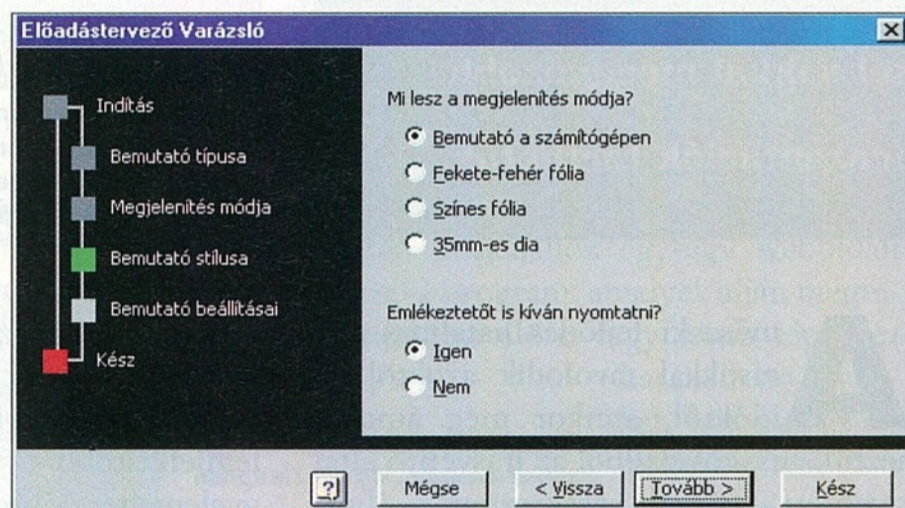 Előadástervező Varázsló
Indítás
Bemutató típusa
Megjelenítés módja
Bemutató stílusa
Bemutató beállításai
Kész
Mi lesz a megjelenítés módja?
Bemutató a számítógépen
Fekete-fehér fólia
Színes fólia
35mm-es dia
Emlékeztetőt is kíván nyomtatni?
Igen
Nem
?
Mégse
< Vissza
Tovább >
Kész